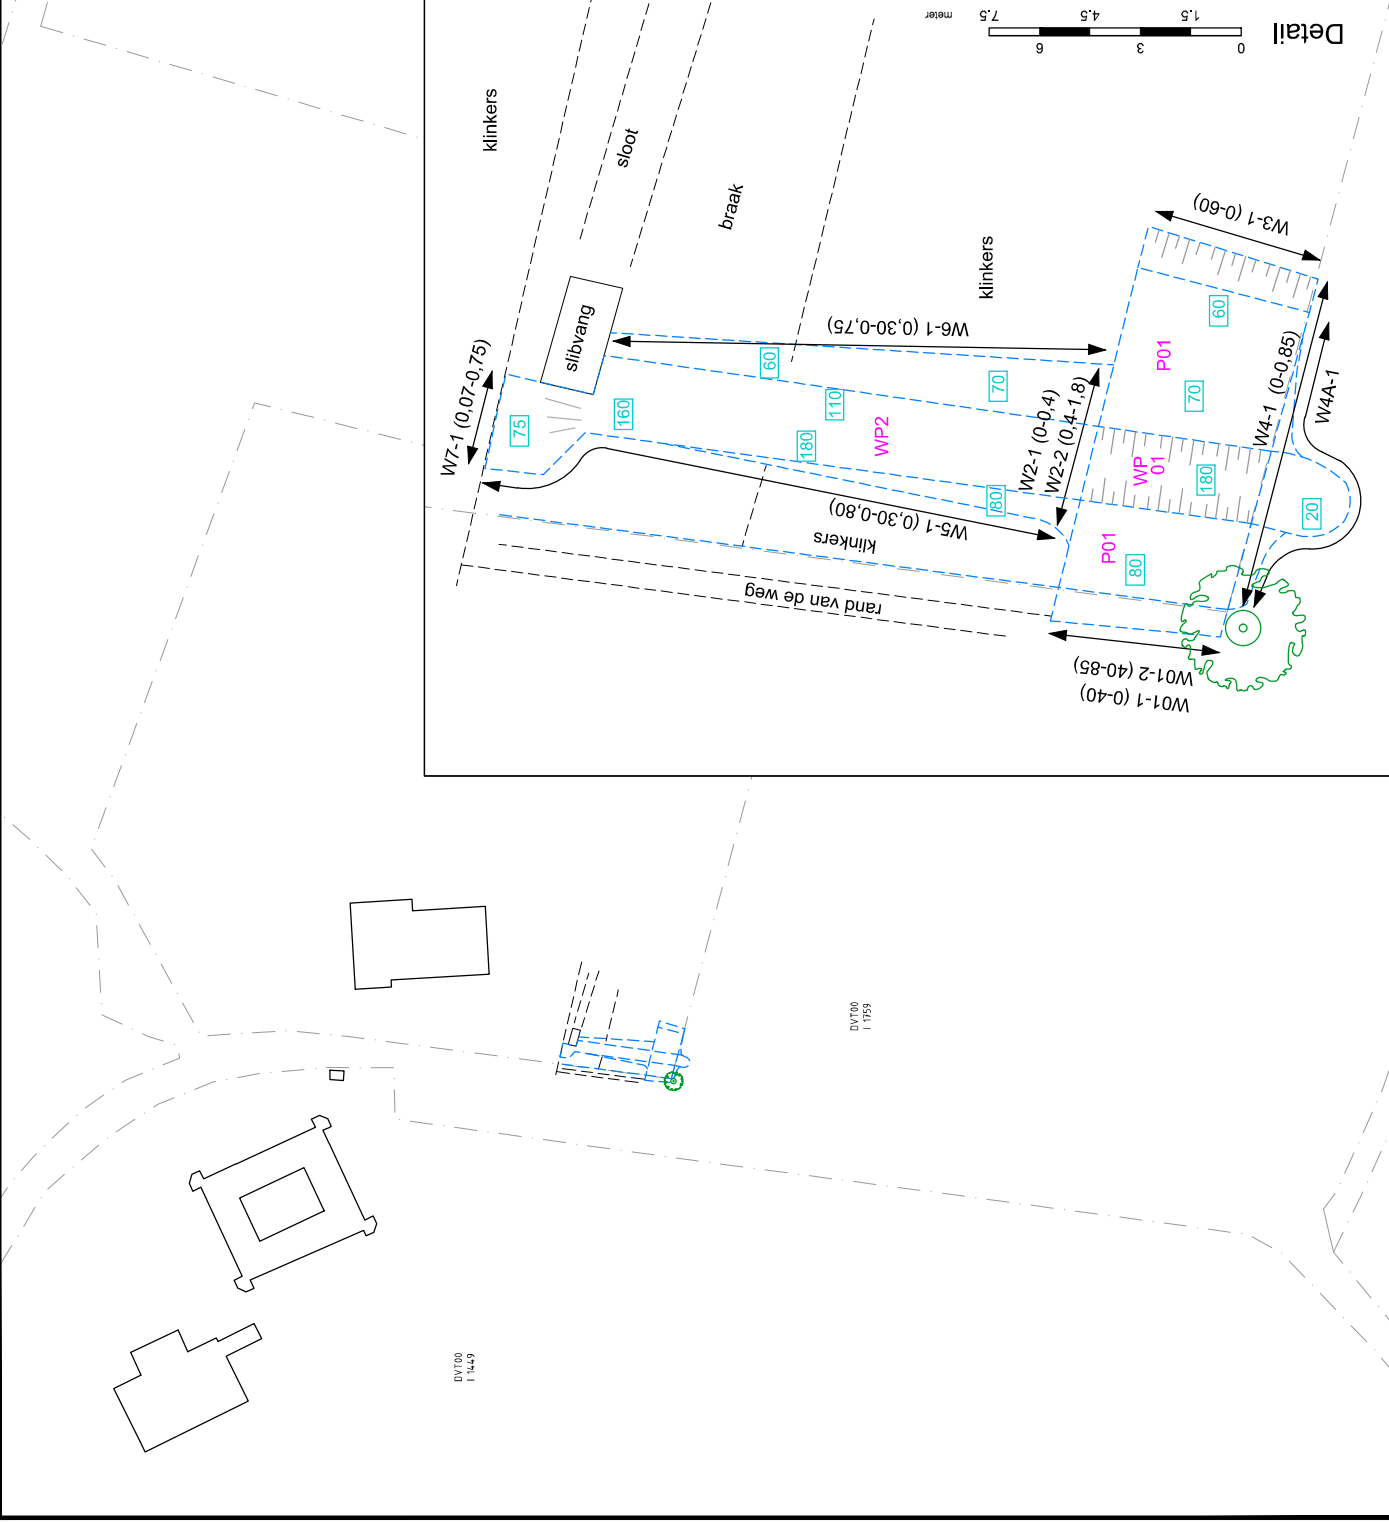 Detail
0
1.5
3
4.5
6
7.5
meter
klinkers
sloot
braak
klinkers
slibvang
W7-1 (0,07-0,75)
W6-1 (0,30-0,75)
W5-1 (0,30-0,80)
W2-1 (0-0,4)
W2-2 (0,4-1,8)
W3-1 (0-60)
W4-1 (0-0,85)
W4A-1
W01-2 (40-85)
W01-1 (0-40)
klinkers
rand van de weg
75
160
60
110
180
WP2
70
/80/
P01
60
70
WP
01
180
P01
80
20
DVT00
I 1759
DVT00
I 1449